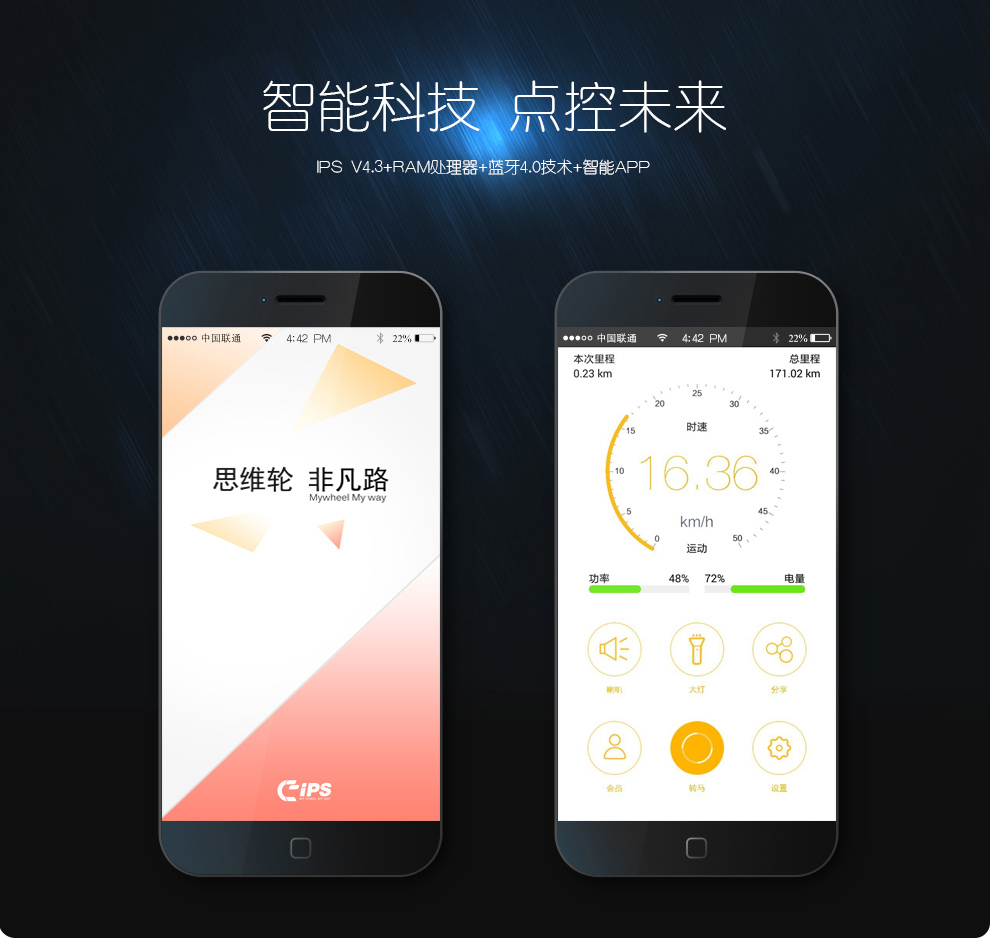 智能科技 点控未来
IPS V4.3+RAM处理器+蓝牙4.0技术+智能APP
中国联通 4:42 PM 22%
思维轮 非凡路
Mywheel My way
iPS
中国联通 4:42 PM 22%
本次里程 总里程
0.23 km 171.02 km
25
20 30
15 时速 35
10 16.36 40
5 km/h 45
0 运动 50
功率 48% 72% 电量
喇叭 大灯 分享
会员 转马 设置